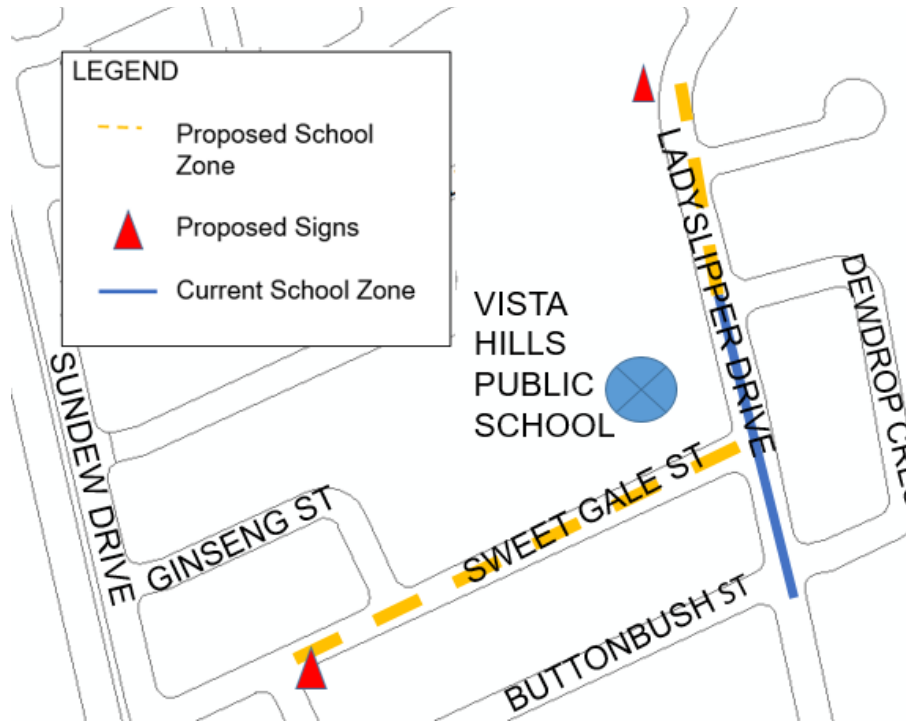 LEGEND
Proposed School
Zone
Proposed Signs
Current School Zone
LADYSLIPPER DRIVE
VISTA
HILLS
PUBLIC
SCHOOL
DEWDROP CRES
SUNDEW DRIVE
GINSENG ST
SWEET GALE ST
BUTTONBUSH ST